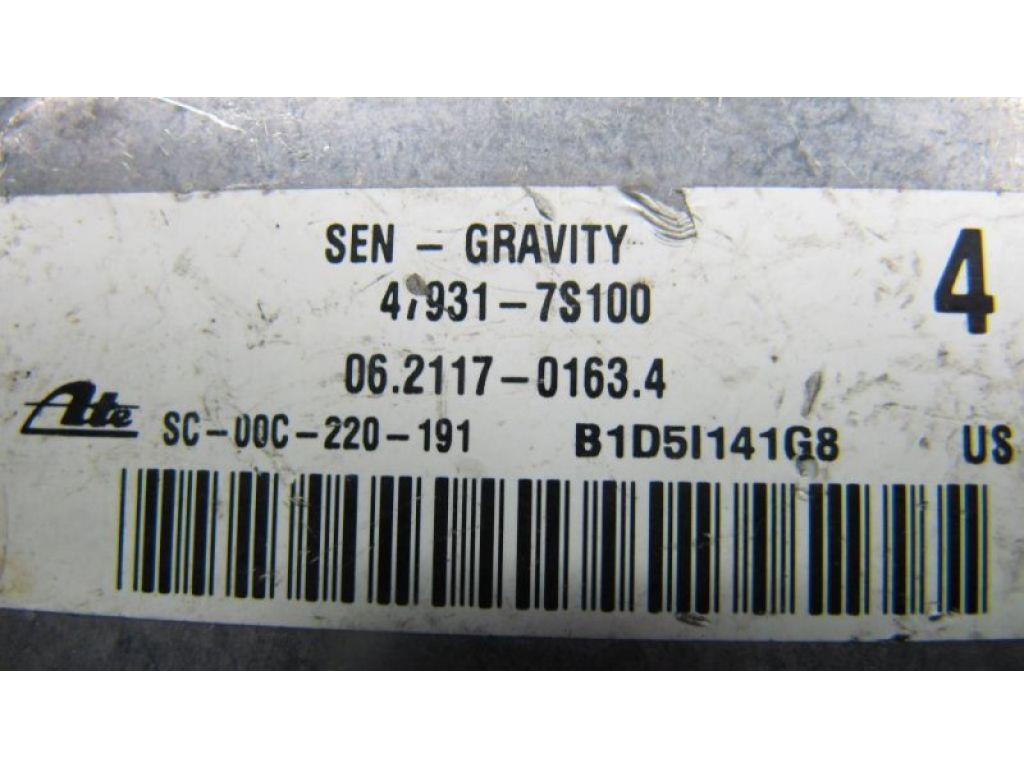 SEN - GRAVITY
4
47931-7S100
06.2117-0163.4
Ate
SC-00C-220-191 B1D5I141G8 US